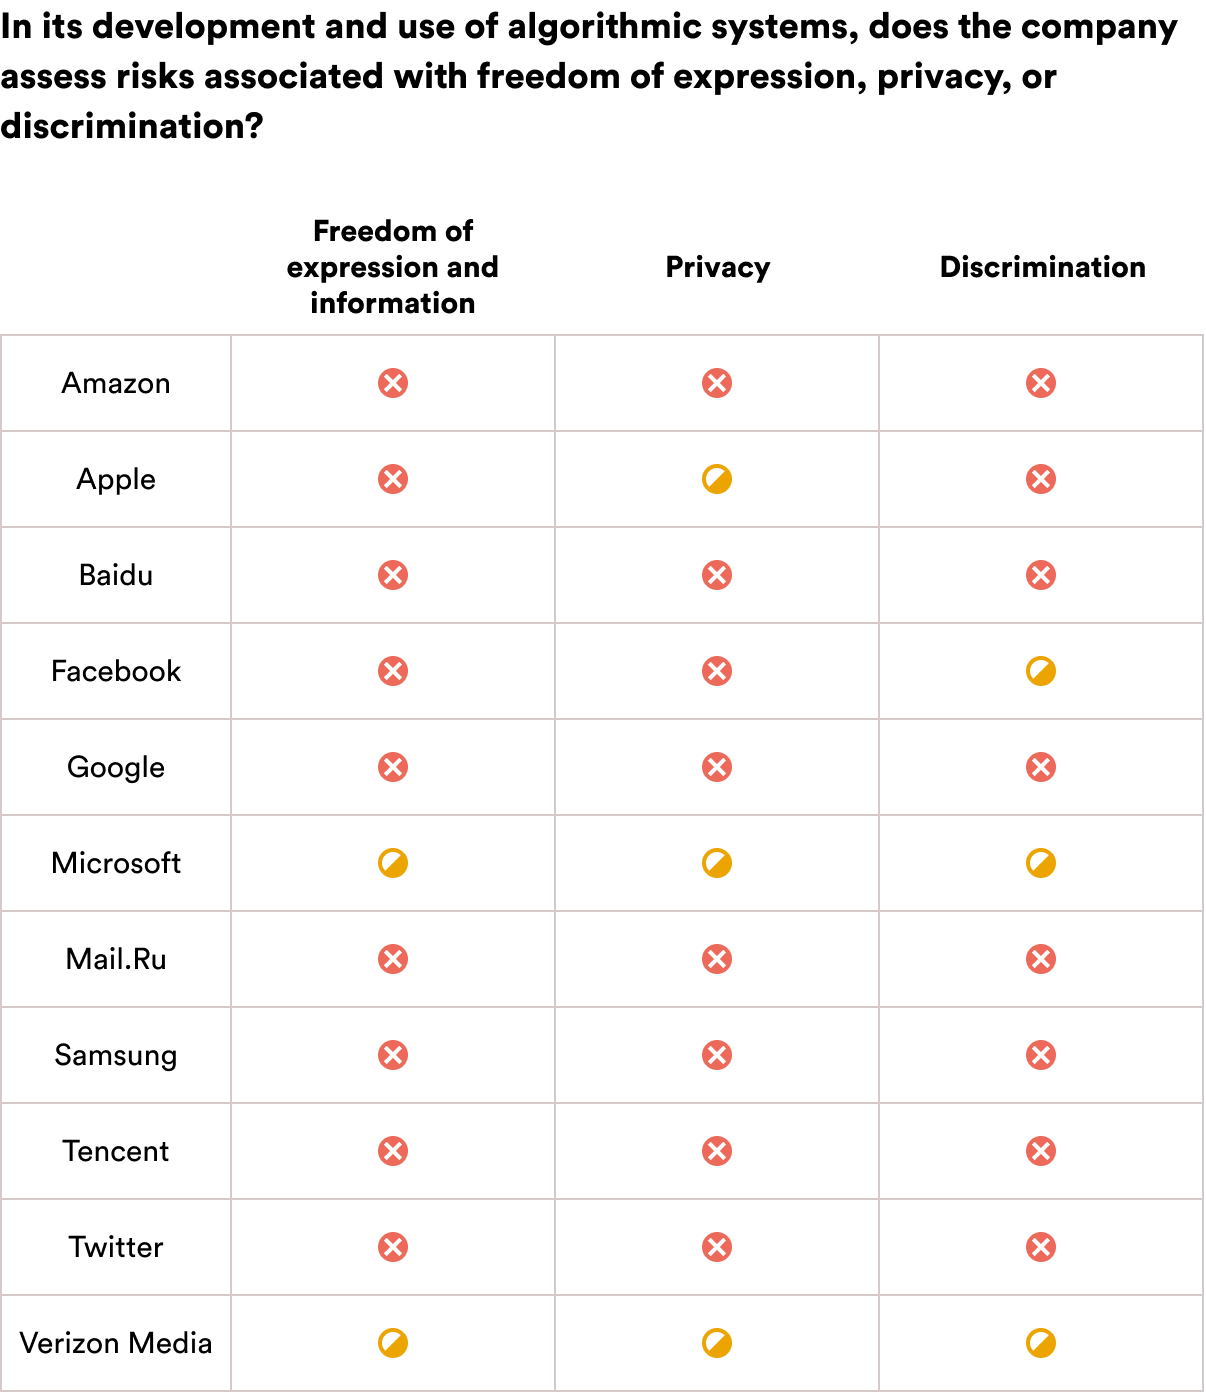 In its development and use of algorithmic systems, does the company
assess risks associated with freedom of expression, privacy, or
discrimination?
Freedom of
expression and
information
Privacy
Discrimination
Amazon
Apple
Baidu
Facebook
Google
Microsoft
Mail.Ru
Samsung
Tencent
Twitter
Verizon Media